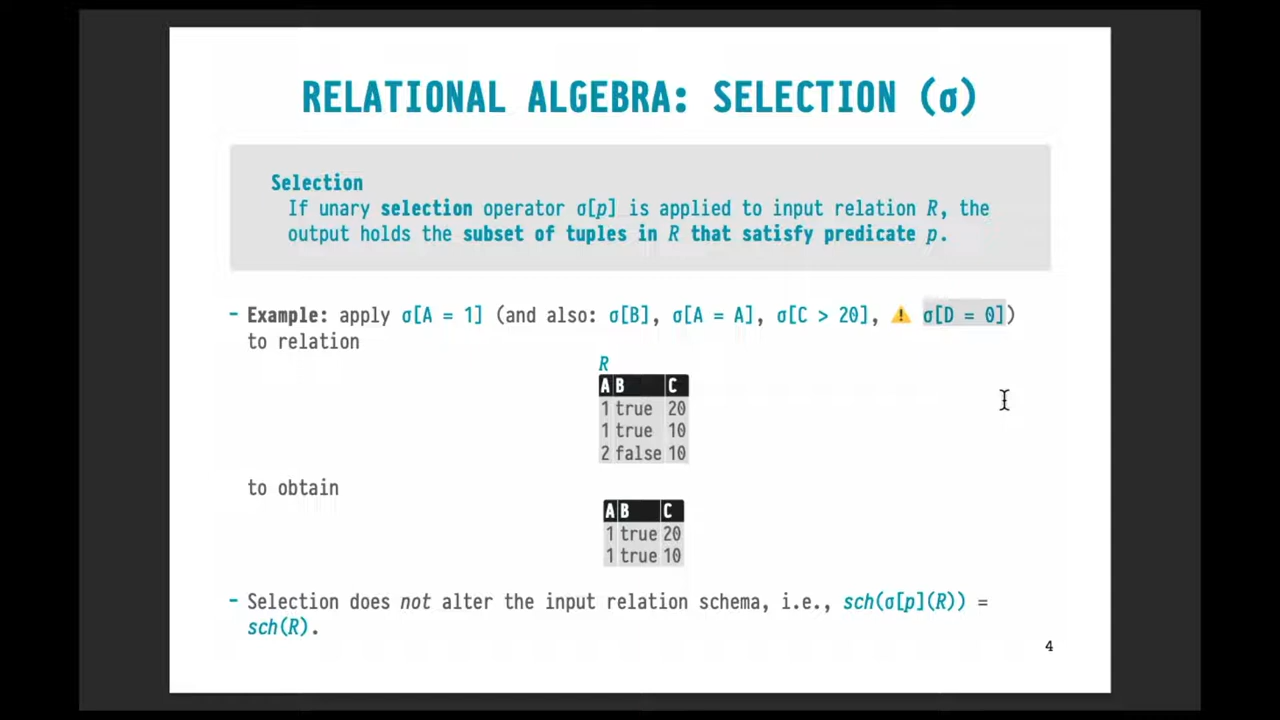 RELATIONAL ALGEBRA: SELECTION (σ)
Selection
If unary selection operator σ[p] is applied to input relation R, the
output holds the subset of tuples in R that satisfy predicate p.
- Example: apply σ[A = 1] (and also: σ[B], σ[A = A], σ[C > 20], ⚠ σ[D = 0])
to relation
R
A B C
1 true 20
1 true 10
2 false 10
to obtain
A B C
1 true 20
1 true 10
- Selection does not alter the input relation schema, i.e., sch(σ[p](R)) =
sch(R).
4